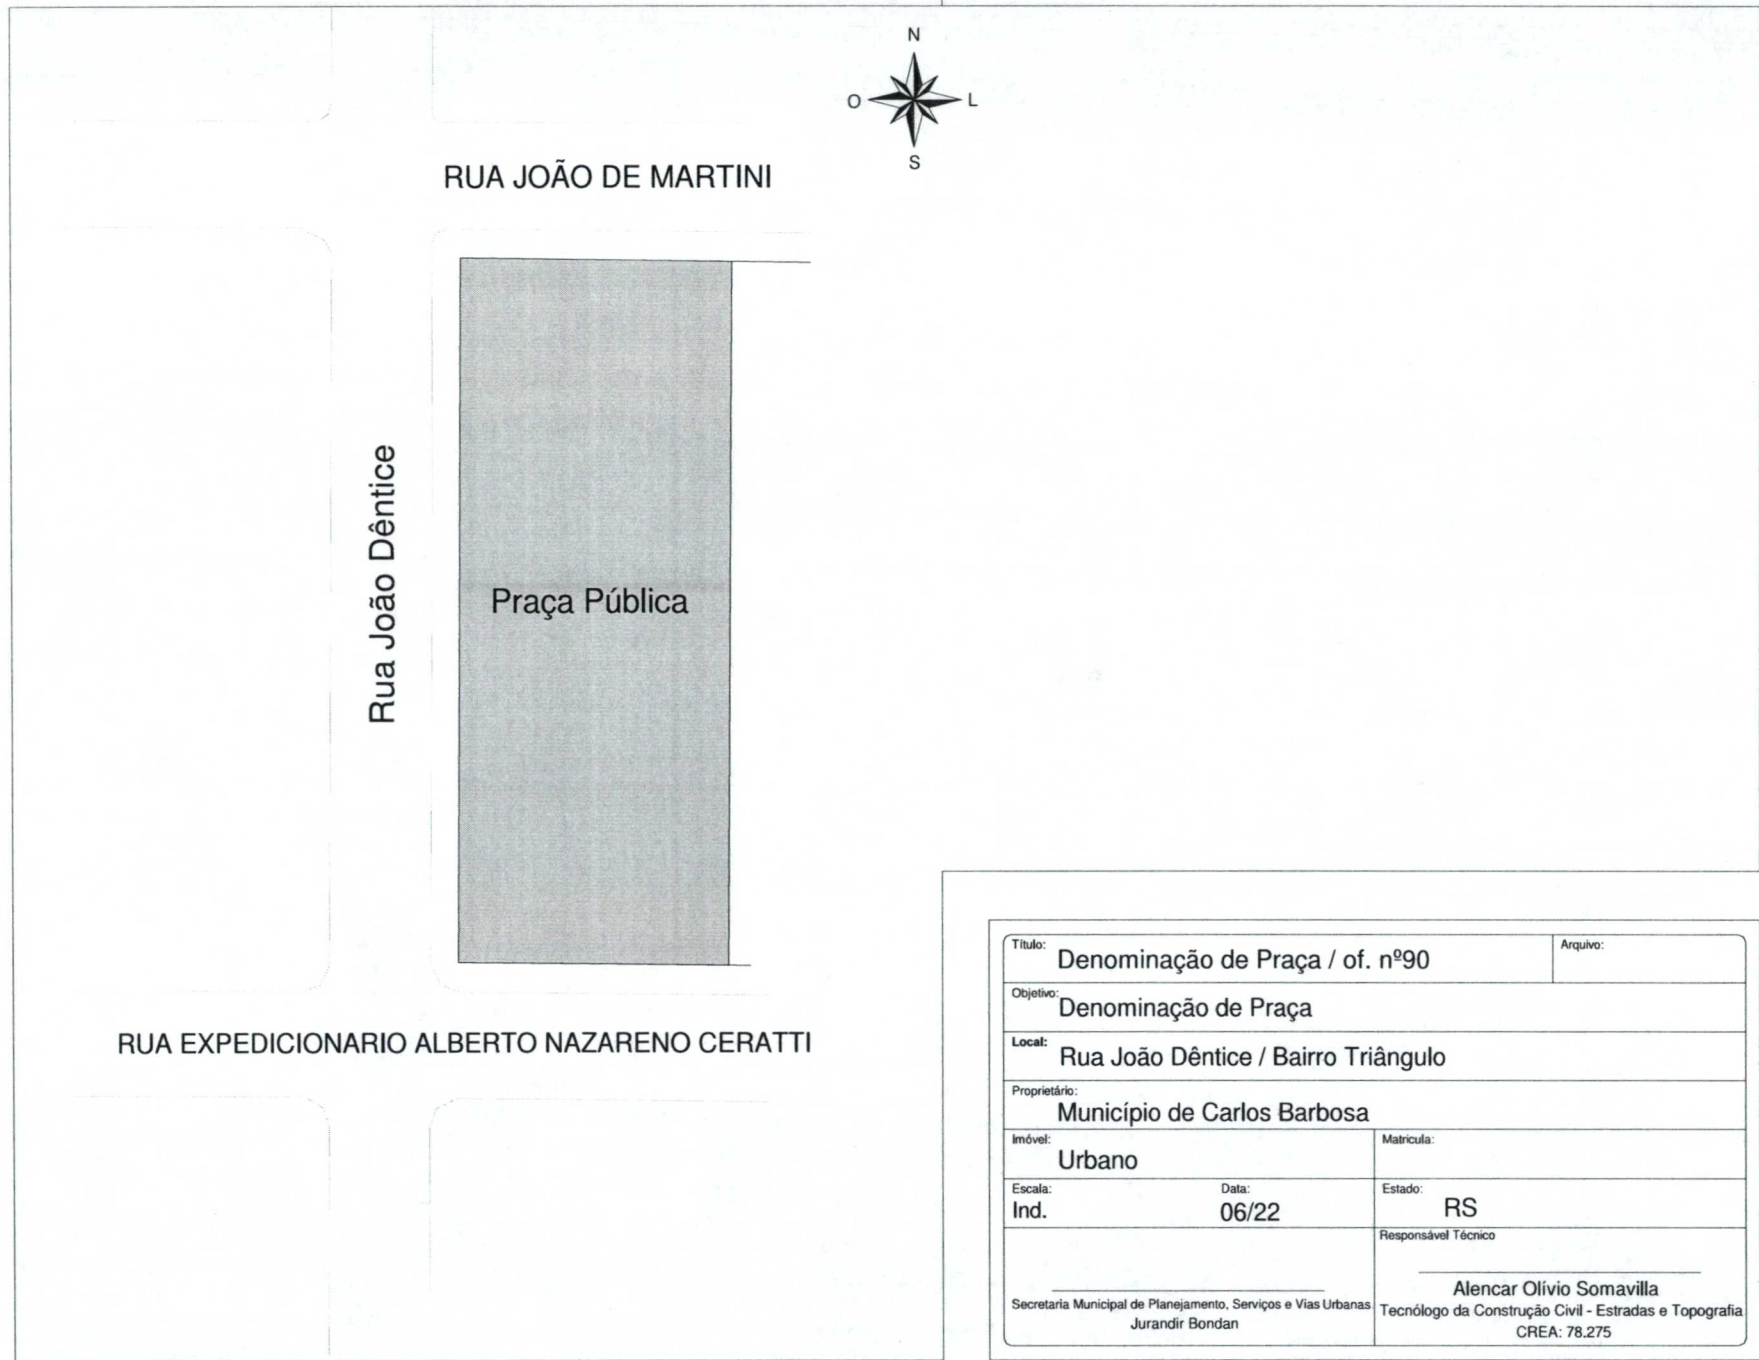 N
O
L
S
RUA JOÃO DE MARTINI
Rua João Dêntice
Praça Pública
RUA EXPEDICIONARIO ALBERTO NAZARENO CERATTI
Título: Denominação de Praça / of. nº90
Arquivo:
Objetivo: Denominação de Praça
Local: Rua João Dêntice / Bairro Triângulo
Proprietário:
Município de Carlos Barbosa
Imóvel:
Urbano
Matricula:
Escala:
Ind.
Data:
06/22
Estado:
RS
Responsável Técnico
Secretaria Municipal de Planejamento, Serviços e Vias Urbanas
Jurandir Bondan
Alencar Olívio Somavilla
Tecnólogo da Construção Civil - Estradas e Topografia
CREA: 78.275